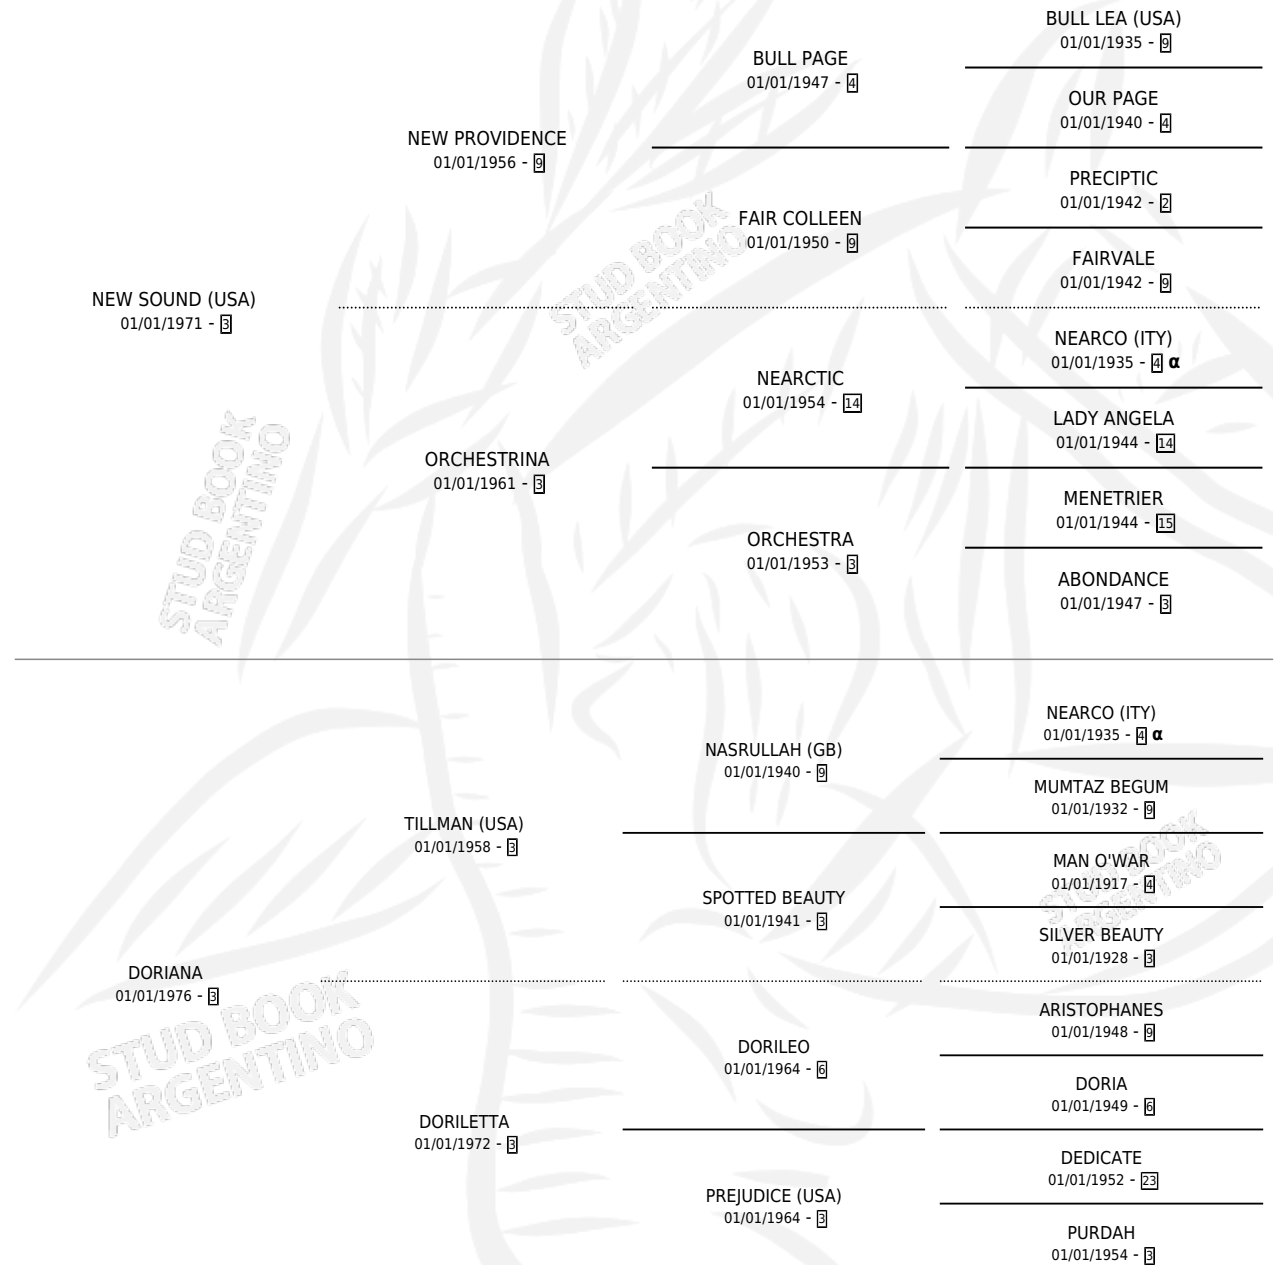 BULL LEA (USA)
01/01/1935 - 9
BULL PAGE
01/01/1947 - 4
OUR PAGE
01/01/1940 - 4
NEW PROVIDENCE
01/01/1956 - 9
PRECIPTIC
01/01/1942 - 2
FAIR COLLEEN
01/01/1950 - 9
FAIRVALE
01/01/1942 - 9
NEW SOUND (USA)
01/01/1971 - 3
NEARCO (ITY)
01/01/1935 - 4 α
NEARCTIC
01/01/1954 - 14
LADY ANGELA
01/01/1944 - 14
ORCHESTRINA
01/01/1961 - 3
MENETRIER
01/01/1944 - 15
ORCHESTRA
01/01/1953 - 3
ABONDANCE
01/01/1947 - 3
NEARCO (ITY)
01/01/1935 - 4 α
NASRULLAH (GB)
01/01/1940 - 9
MUMTAZ BEGUM
01/01/1932 - 9
TILLMAN (USA)
01/01/1958 - 3
MAN O'WAR
01/01/1917 - 4
SPOTTED BEAUTY
01/01/1941 - 3
SILVER BEAUTY
01/01/1928 - 3
DORIANA
01/01/1976 - 3
ARISTOPHANES
01/01/1948 - 9
DORILEO
01/01/1964 - 6
DORIA
01/01/1949 - 6
DORILETTA
01/01/1972 - 3
DEDICATE
01/01/1952 - 23
PREJUDICE (USA)
01/01/1964 - 3
PURDAH
01/01/1954 - 3
STUD BOOK
ARGENTINO
STUD BOOK
ARGENTINO
STUD BOOK
ARGENTINO
STUD BOOK
ARGENTINO